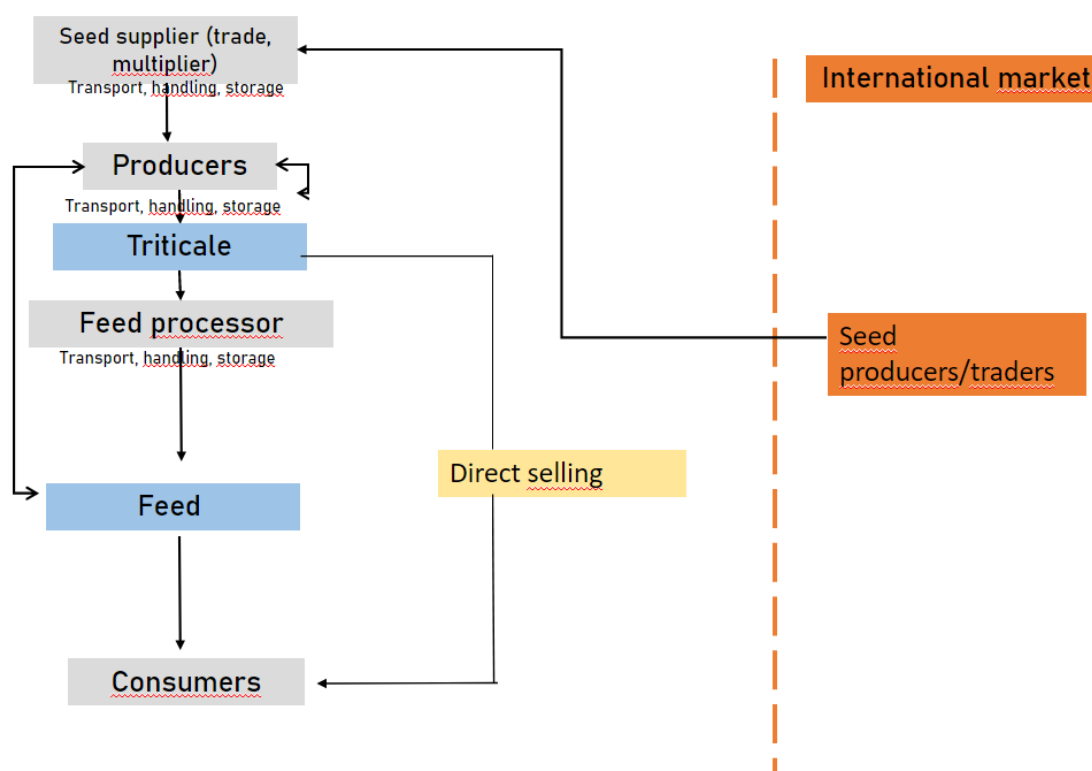 Seed supplier (trade,
multiplier)
Transport, handling, storage
International market
Producers
Transport, handling, storage
Triticale
Feed processor
Transport, handling, storage
Seed
producers/traders
Direct selling
Feed
Consumers